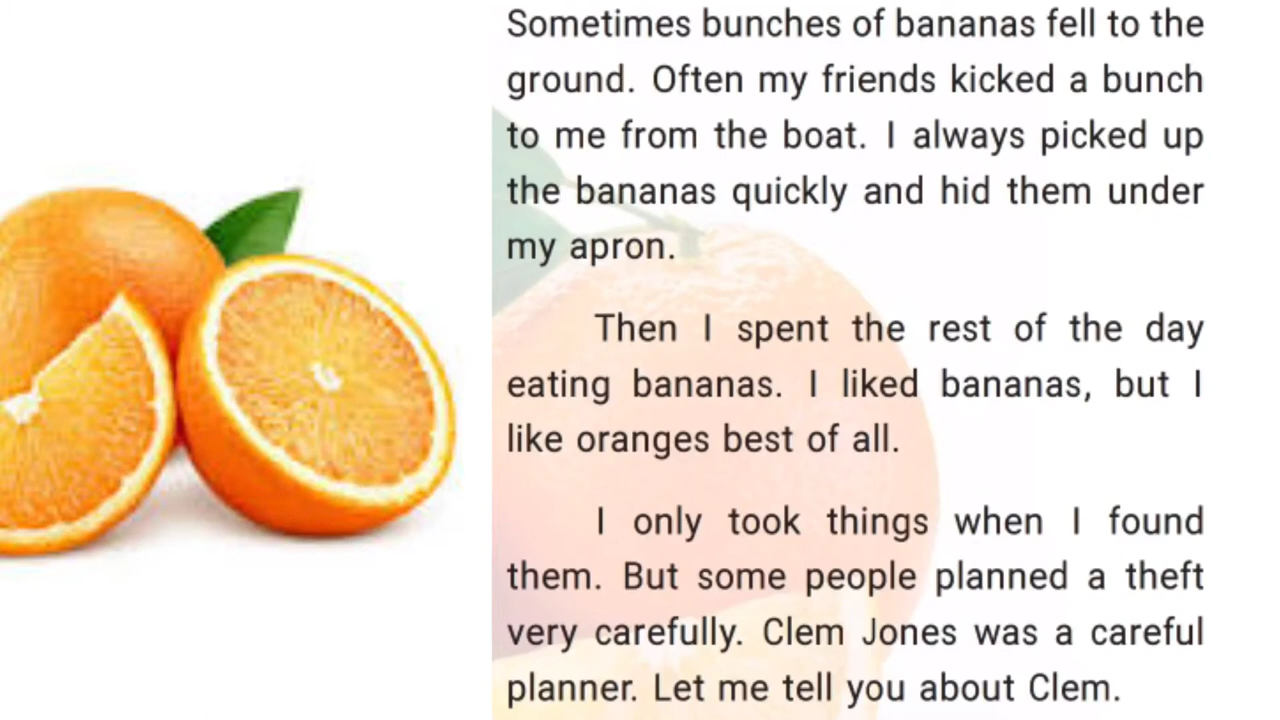 Sometimes bunches of bananas fell to the
ground. Often my friends kicked a bunch
to me from the boat. I always picked up
the bananas quickly and hid them under
my apron.
Then I spent the rest of the day
eating bananas. I liked bananas, but I
like oranges best of all.
I only took things when I found
them. But some people planned a theft
very carefully. Clem Jones was a careful
planner. Let me tell you about Clem.